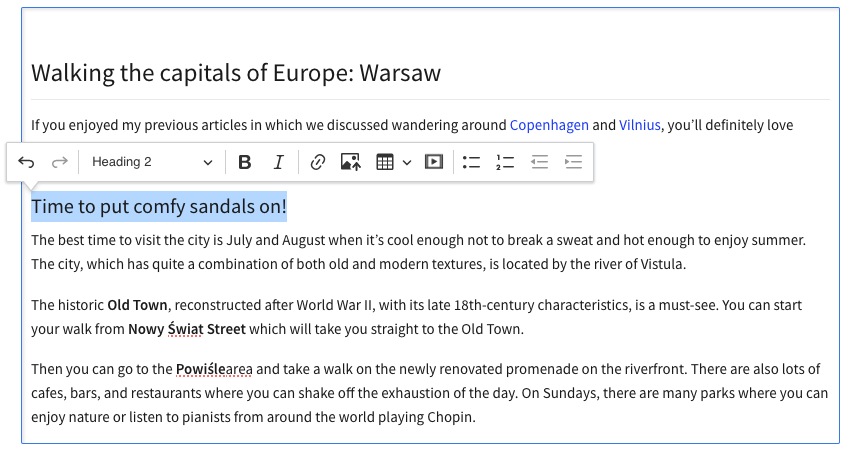 Walking the capitals of Europe: Warsaw
If you enjoyed my previous articles in which we discussed wandering around Copenhagen and Vilnius, you’ll definitely love
Heading 2
B I
1
2
Time to put comfy sandals on!
The best time to visit the city is July and August when it’s cool enough not to break a sweat and hot enough to enjoy summer.
The city, which has quite a combination of both old and modern textures, is located by the river of Vistula.
The historic Old Town, reconstructed after World War II, with its late 18th-century characteristics, is a must-see. You can start
your walk from Nowy Świat Street which will take you straight to the Old Town.
Then you can go to the Powiślearea and take a walk on the newly renovated promenade on the riverfront. There are also lots of
cafes, bars, and restaurants where you can shake off the exhaustion of the day. On Sundays, there are many parks where you can
enjoy nature or listen to pianists from around the world playing Chopin.